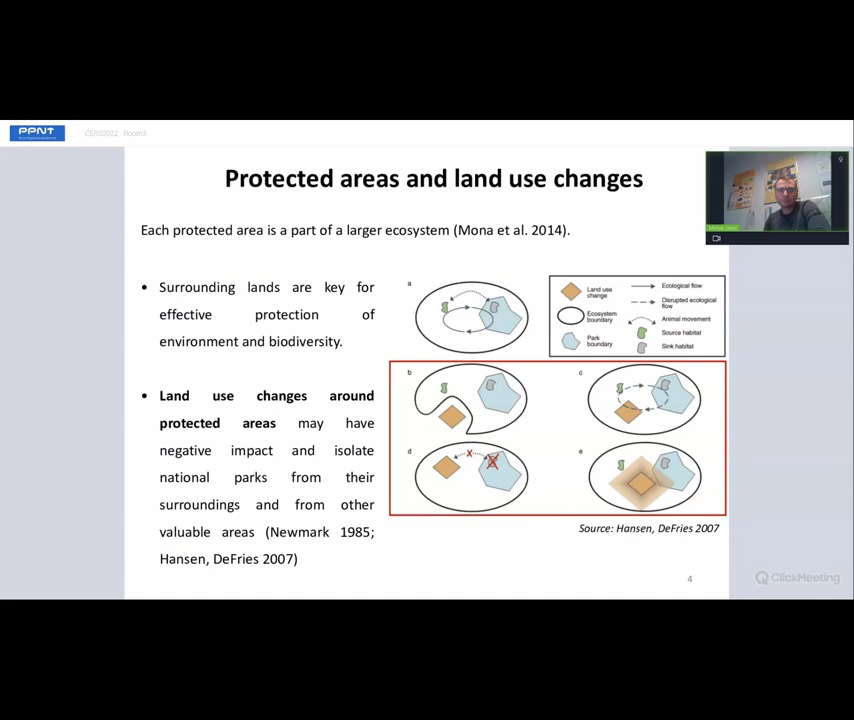 PPNT
CERS2022 - Room3
Protected areas and land use changes
Each protected area is a part of a larger ecosystem (Mona et al. 2014).
• Surrounding lands are key for
effective protection of
environment and biodiversity.
• Land use changes around
protected areas may have
negative impact and isolate
national parks from their
surroundings and from other
valuable areas (Newmark 1985;
Hansen, DeFries 2007)
a
Land use
change
Ecosystem
boundary
Park
boundary
Ecological flow
Disrupted ecological
flow
Animal movement
Source habitat
Sink habitat
b
c
d
X
e
Source: Hansen, DeFries 2007
4
ClickMeeting